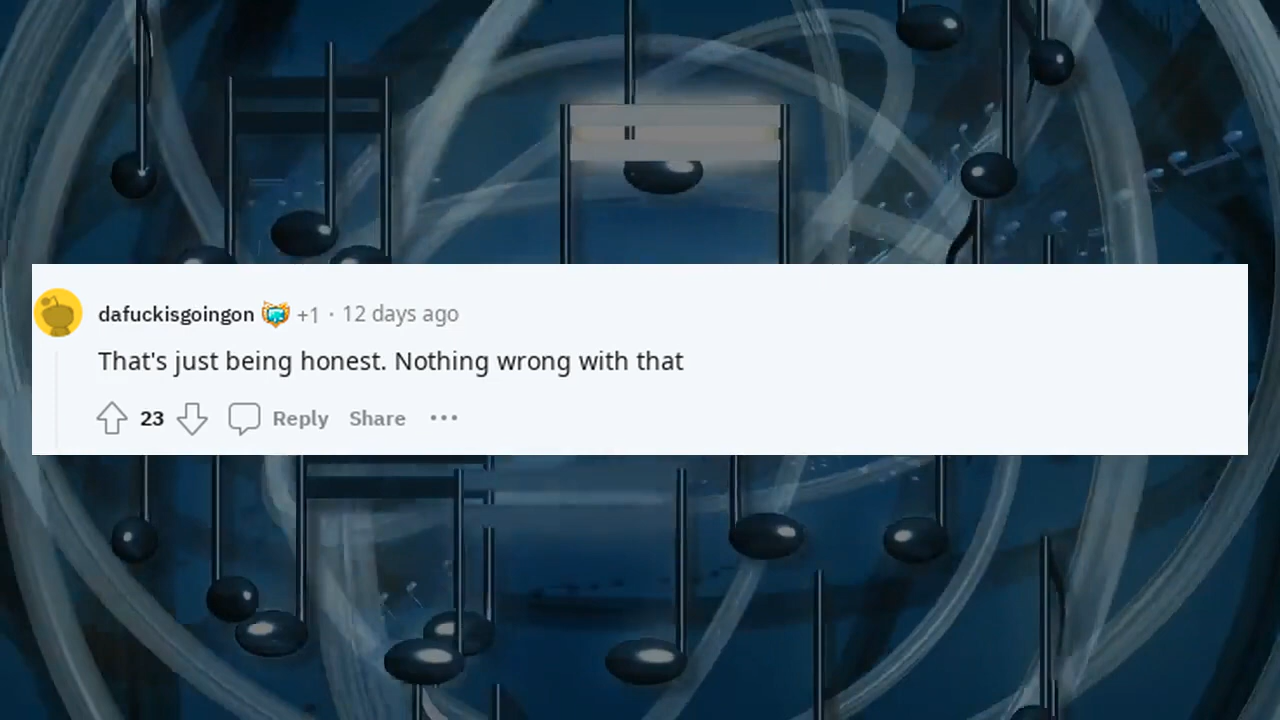 dafuckisgoingon +1 · 12 days ago
That's just being honest. Nothing wrong with that
23 Reply Share ···